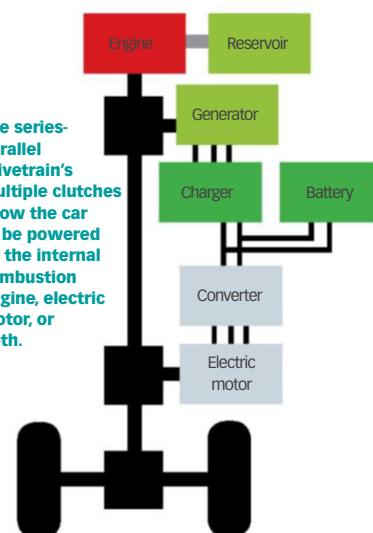 Engine
Reservoir
Generator
e series-
rallel
ivetrain's
ultiple clutches
ow the car
be powered
the internal
mbustion
gine, electric
otor, or
th.
Charger
Battery
Converter
Electric
motor